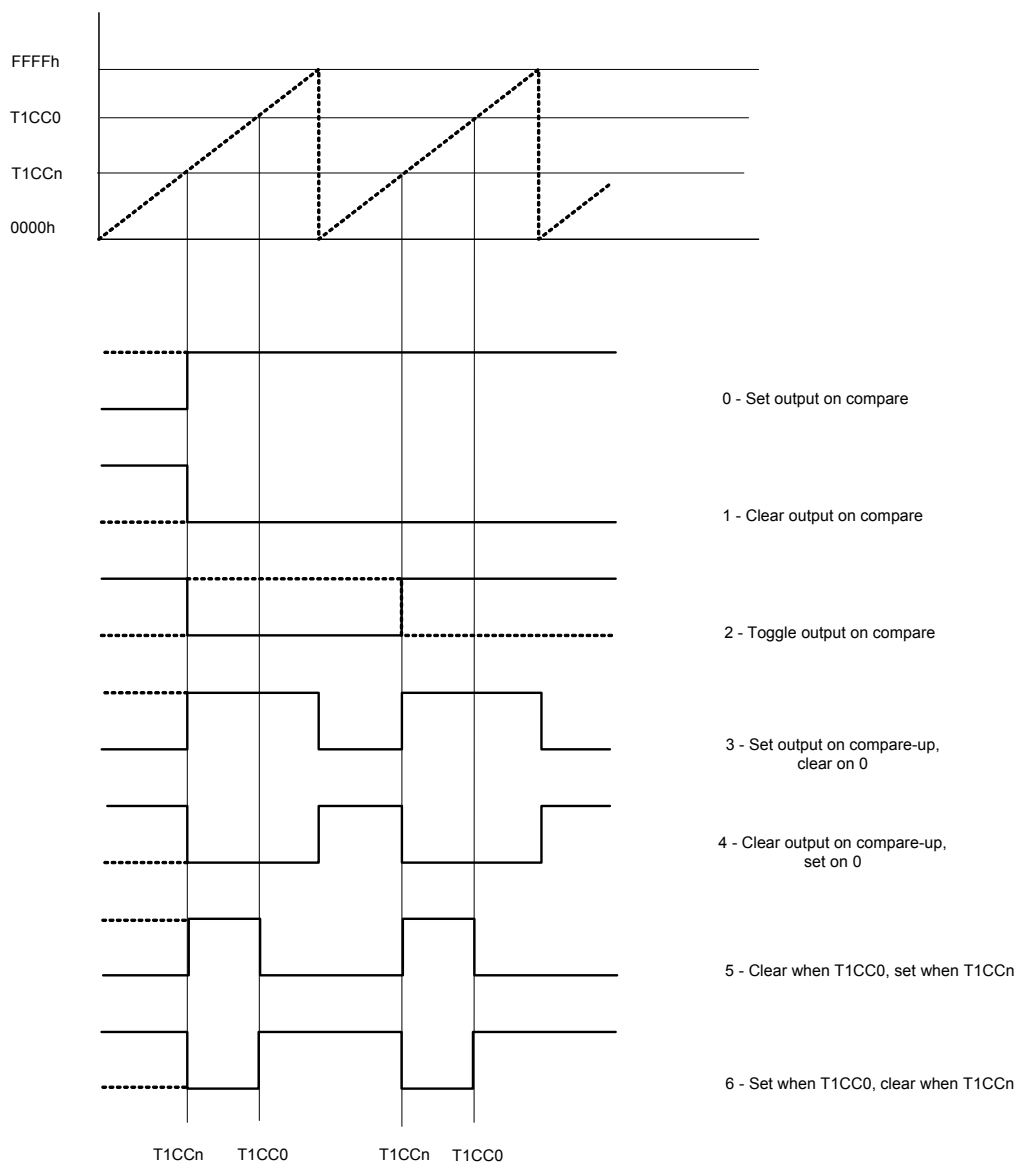 FFFFh
T1CC0
T1CCn
0000h
0 - Set output on compare
1 - Clear output on compare
2 - Toggle output on compare
3 - Set output on compare-up,
clear on 0
4 - Clear output on compare-up,
set on 0
5 - Clear when T1CC0, set when T1CCn
6 - Set when T1CC0, clear when T1CCn
T1CCn T1CC0 T1CCn T1CC0